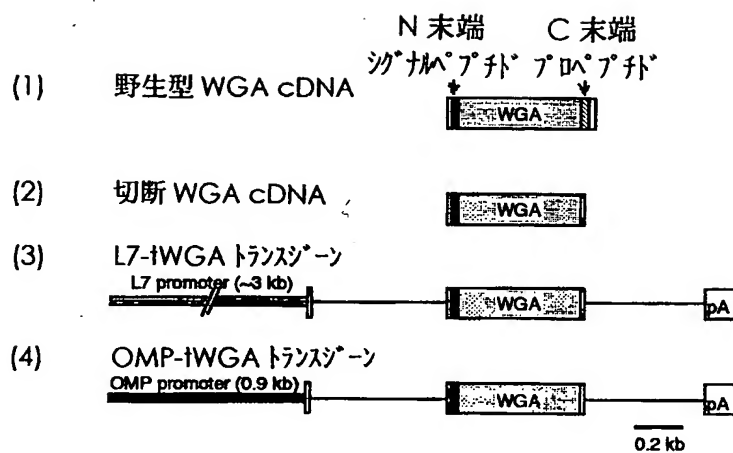 N 末端 C 末端
シグナルペプチド プロペプチド
(1) 野生型 WGA cDNA
WGA
(2) 切断 WGA cDNA
WGA
(3) L7-tWGA トランスジーン
L7 promoter (~3 kb)
WGA
pA
(4) OMP-tWGA トランスジーン
OMP promoter (0.9 kb)
WGA
pA
0.2 kb